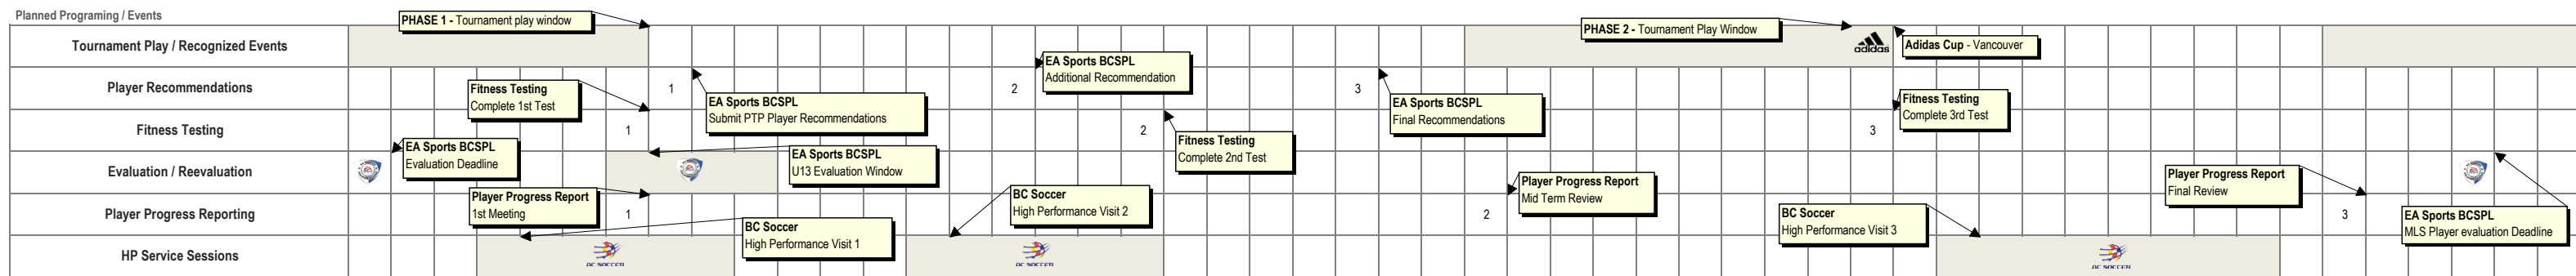 Planned Programing / Events
PHASE 1 - Tournament play window
PHASE 2 - Tournament Play Window
Tournament Play / Recognized Events
adidas
Adidas Cup - Vancouver
EA Sports BCSPL
Additional Recommendation
Player Recommendations
Fitness Testing
Complete 1st Test
1
2
3
EA Sports BCSPL
Submit PTP Player Recommendations
EA Sports BCSPL
Final Recommendations
Fitness Testing
Complete 3rd Test
Fitness Testing
1
2
3
Fitness Testing
Complete 2nd Test
EA Sports BCSPL
Evaluation Deadline
EA Sports BCSPL
U13 Evaluation Window
Evaluation / Reevaluation
Player Progress Report
Mid Term Review
Player Progress Report
Final Review
Player Progress Report
1st Meeting
BC Soccer
High Performance Visit 2
Player Progress Reporting
1
2
3
BC Soccer
High Performance Visit 1
BC Soccer
High Performance Visit 3
EA Sports BCSPL
MLS Player evaluation Deadline
HP Service Sessions
BC SOCCER
BC SOCCER
BC SOCCER